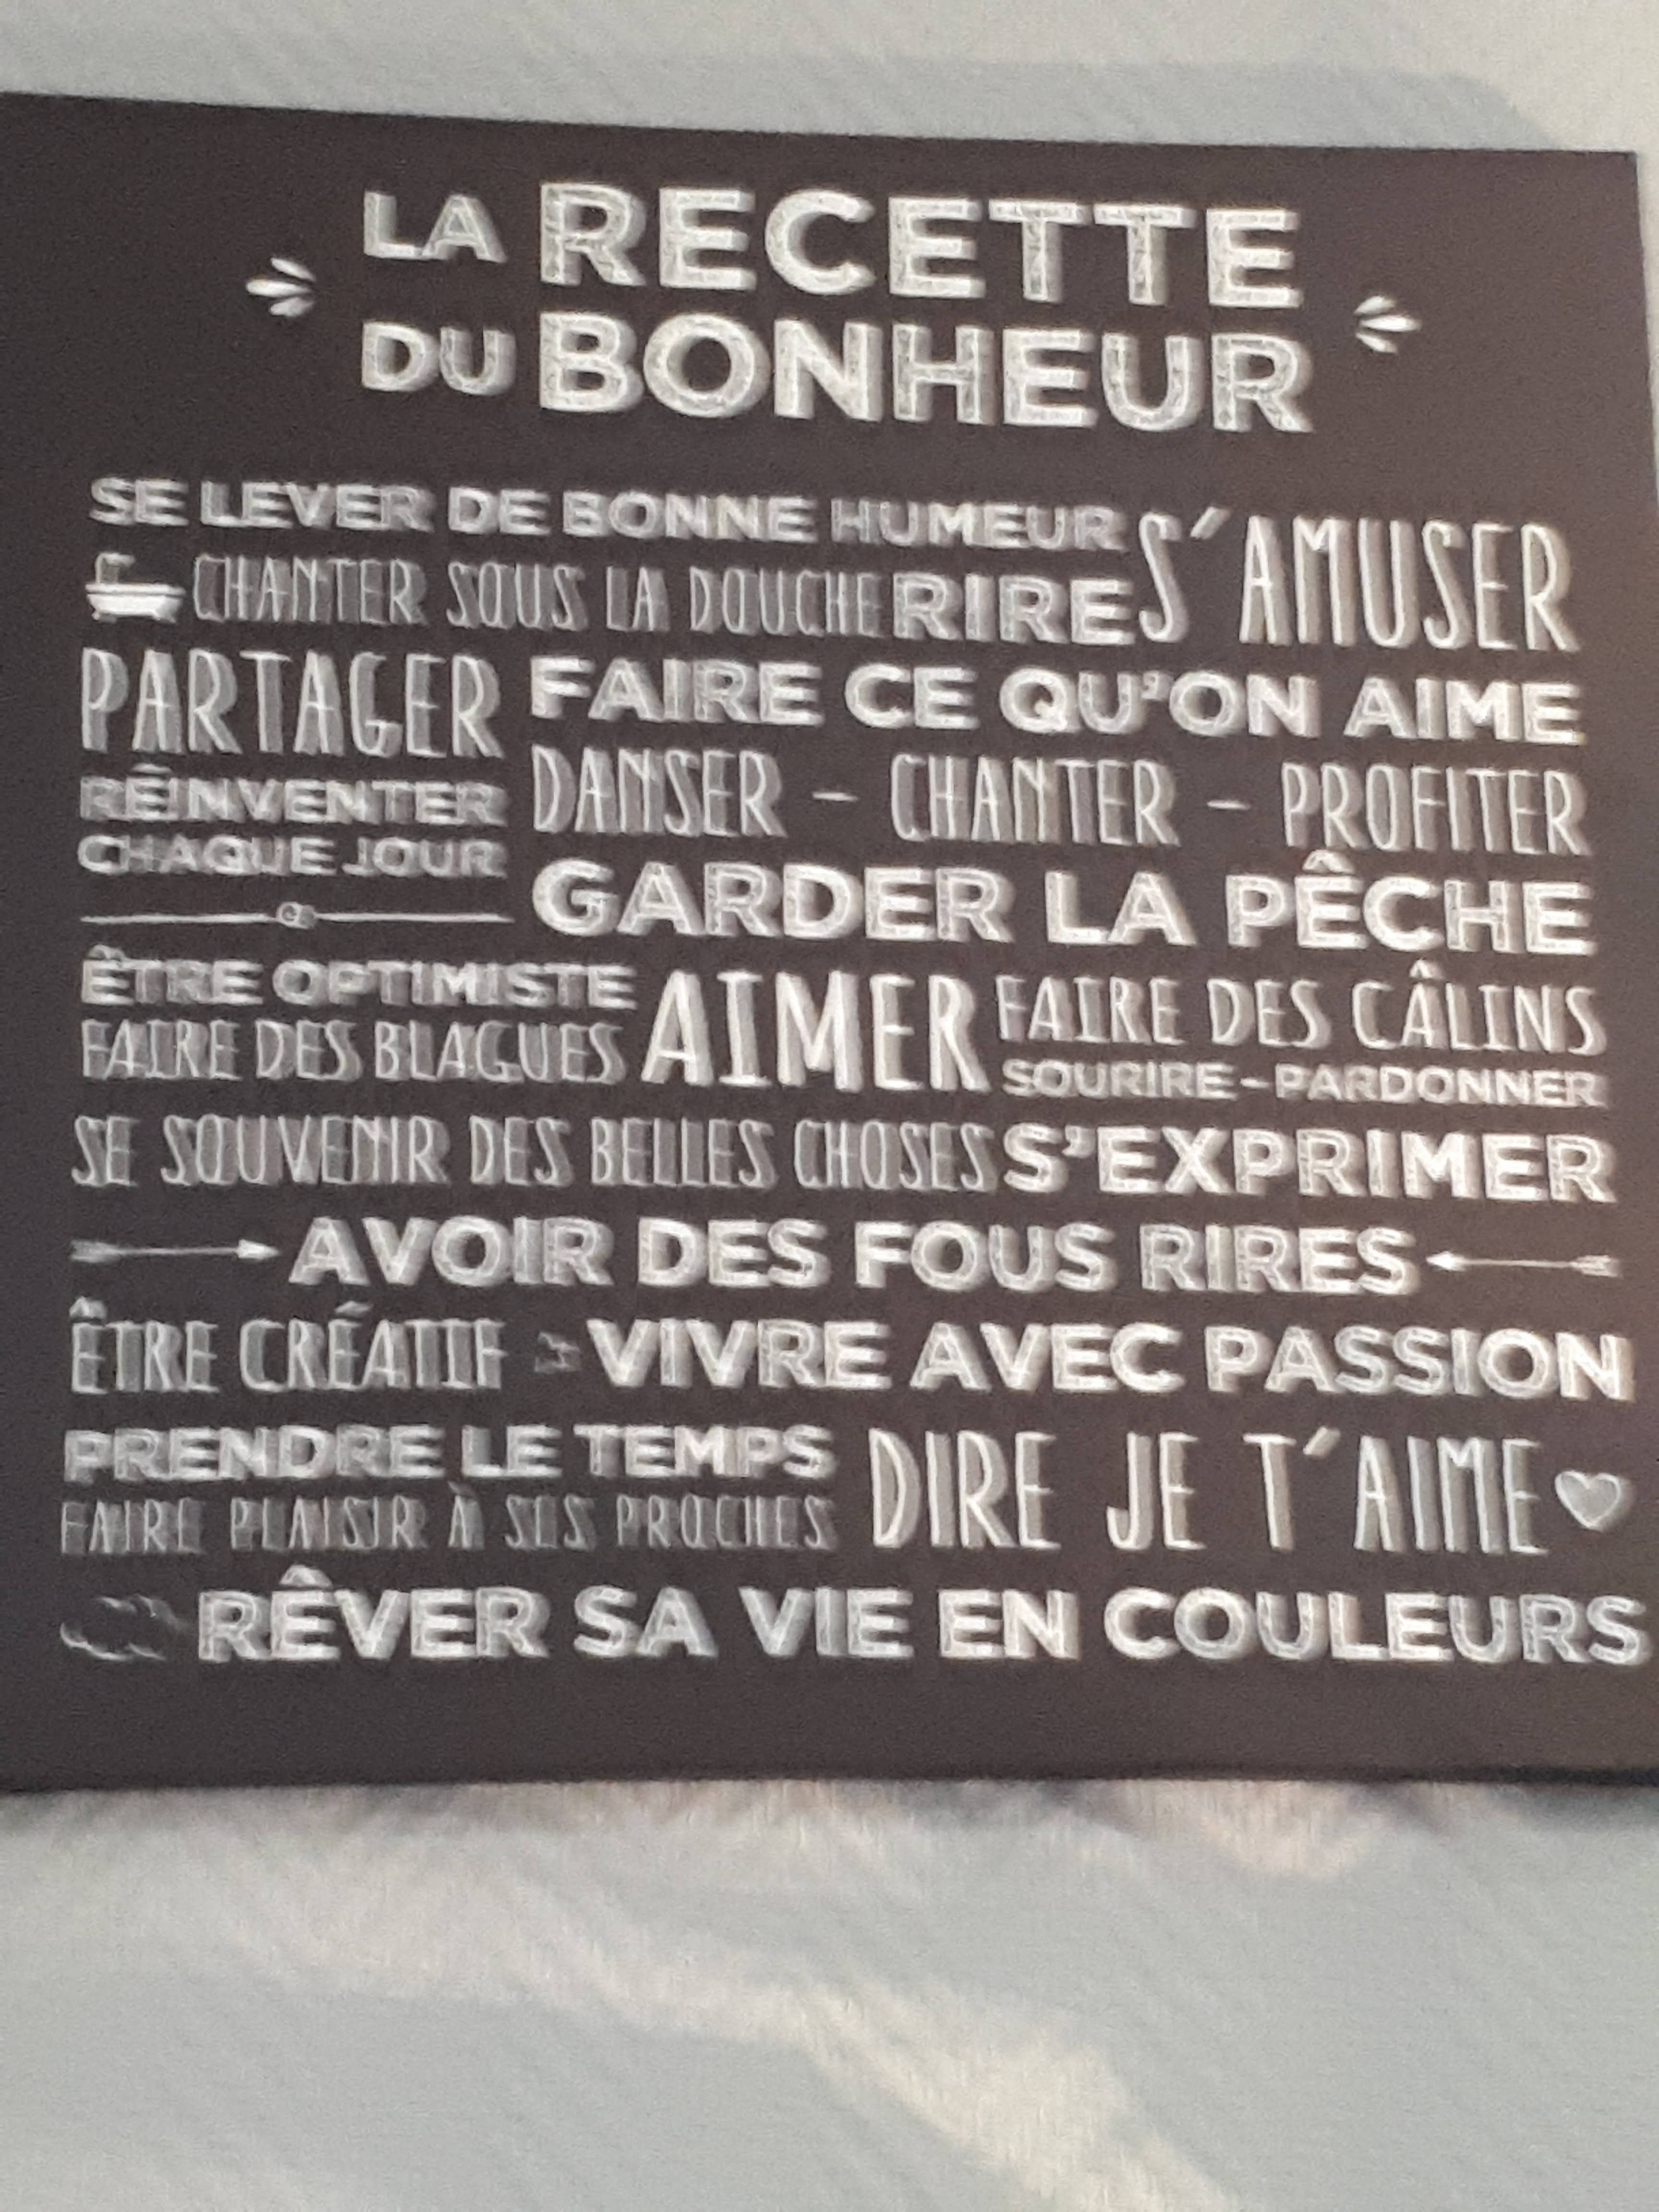 LA RECETTE
DU BONHEUR
SE LEVER DE BONNE HUMEUR
CHANTER SOUS LA DOUCHE RIRE
S'AMUSER
PARTAGER
RÉINVENTER
CHAQUE JOUR
FAIRE CE QU'ON AIME
DANSER - CHANTER - PROFITER
GARDER LA PÊCHE
ÊTRE OPTIMISTE
FAIRE DES BLAGUES
AIMER
FAIRE DES CÂLINS
SOURIRE - PARDONNER
SE SOUVENIR DES BELLES CHOSES S'EXPRIMER
AVOIR DES FOUS RIRES
ÊTRE CRÉATIF VIVRE AVEC PASSION
PRENDRE LE TEMPS
FAIRE PLAISIR À SES PROCHES
DIRE JE T'AIME
RÊVER SA VIE EN COULEURS